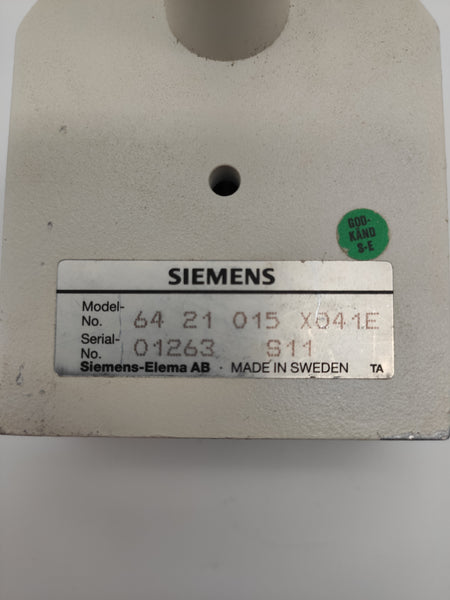 GOD-
KÄND
S-E
SIEMENS
Model-
No. 64 21 015 X041E
Serial-
No. 01263 S11
Siemens-Elema AB · MADE IN SWEDEN TA